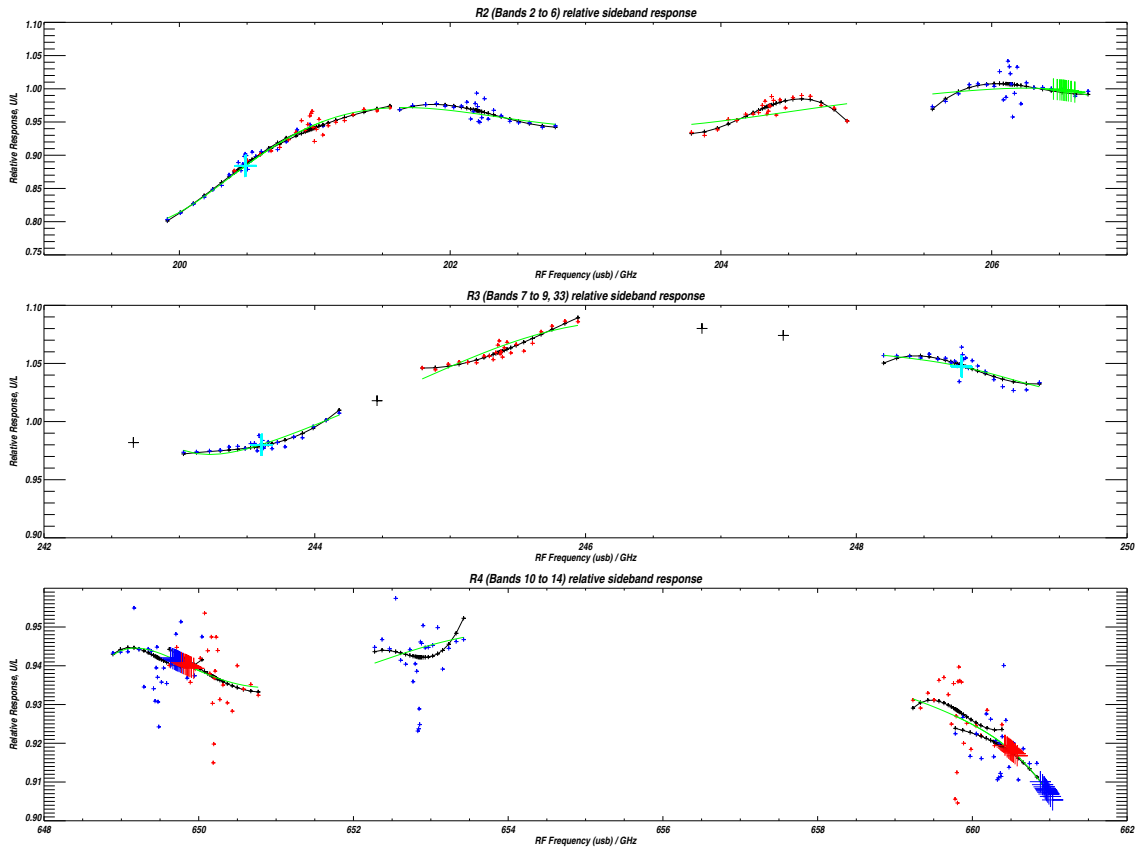 R2 (Bands 2 to 6) relative sideband response
1.10
1.05
1.00
0.95
0.90
0.85
0.80
0.75
Relative Response, U/L
200 202 204 206
RF Frequency (usb) / GHz
R3 (Bands 7 to 9, 33) relative sideband response
1.10
1.05
1.00
0.95
0.90
Relative Response, U/L
242 244 246 248 250
RF Frequency (usb) / GHz
R4 (Bands 10 to 14) relative sideband response
0.95
0.94
0.93
0.92
0.91
0.90
Relative Response, U/L
648 650 652 654 656 658 660 662
RF Frequency (usb) / GHz